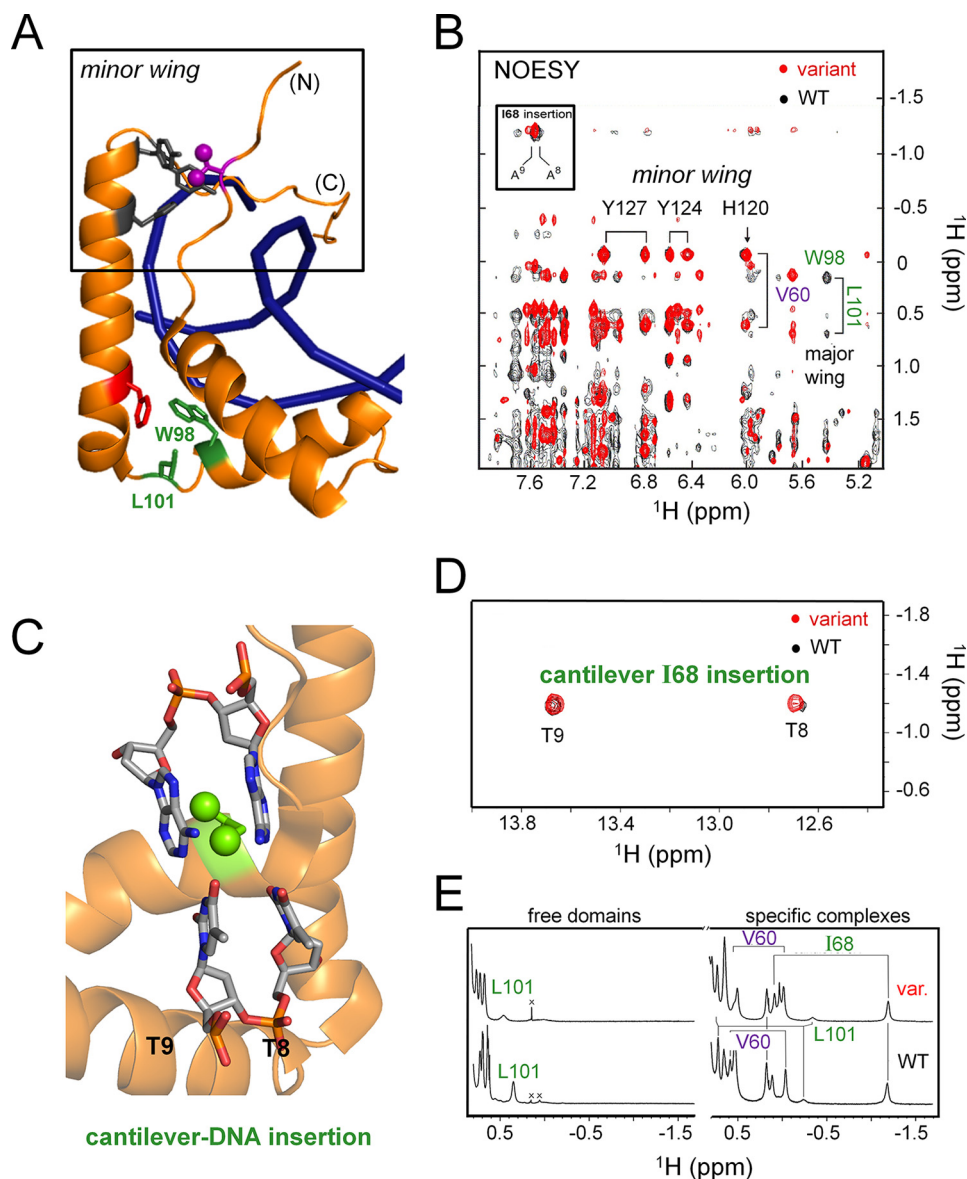 A
minor wing
(N)
(C)
W98
L101
B
NOESY
variant
WT
I68 insertion
A9 A8
minor wing
Y127 Y124 H120
W98
V60
L101
major
wing
-1.5
-1.0
-0.5
0
0.5
1.0
1.5
1H (ppm)
7.6 7.2 6.8 6.4 6.0 5.6 5.2
1H (ppm)
C
T9 T8
cantilever-DNA insertion
D
variant
WT
cantilever I68 insertion
T9 T8
-1.8
-1.4
-1.0
-0.6
1H (ppm)
13.8 13.4 13.0 12.6
1H (ppm)
E
free domains specific complexes
V60 I68
L101 var.
L101
V60 WT
L101
x
x x
0.5 -0.5 -1.5 0.5 -0.5 -1.5
1H (ppm)